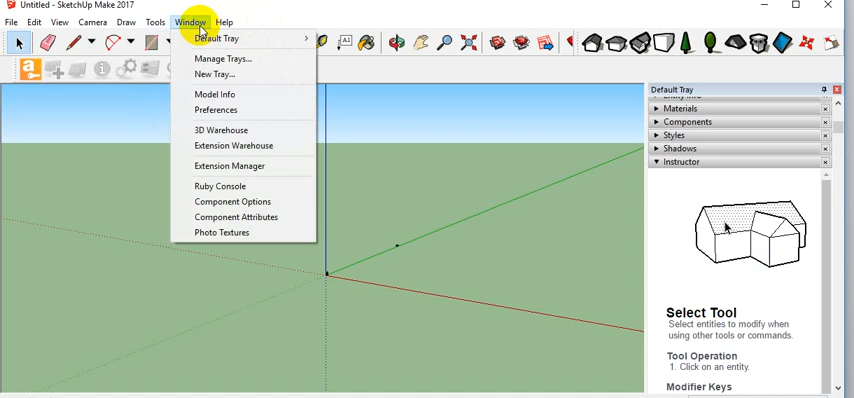 Untitled - SketchUp Make 2017
File Edit View Camera Draw Tools Window Help
Default Tray
Manage Trays...
New Tray...
Model Info
Preferences
3D Warehouse
Extension Warehouse
Extension Manager
Ruby Console
Component Options
Component Attributes
Photo Textures
A1
a
Default Tray
Entity Info
Materials
Components
Styles
Shadows
Instructor
Select Tool
Select entities to modify when
using other tools or commands.
Tool Operation
1. Click on an entity.
Modifier Keys